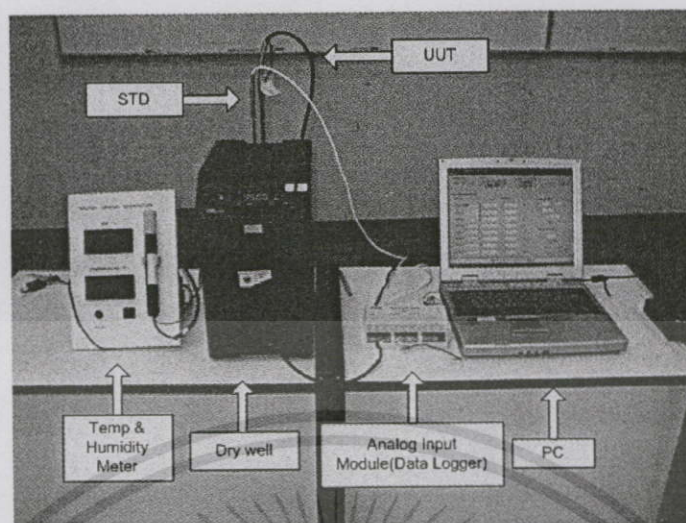 UUT
STD
Temp &
Humidity
Meter
Dry well
Analog Input
Module(Data Logger)
PC